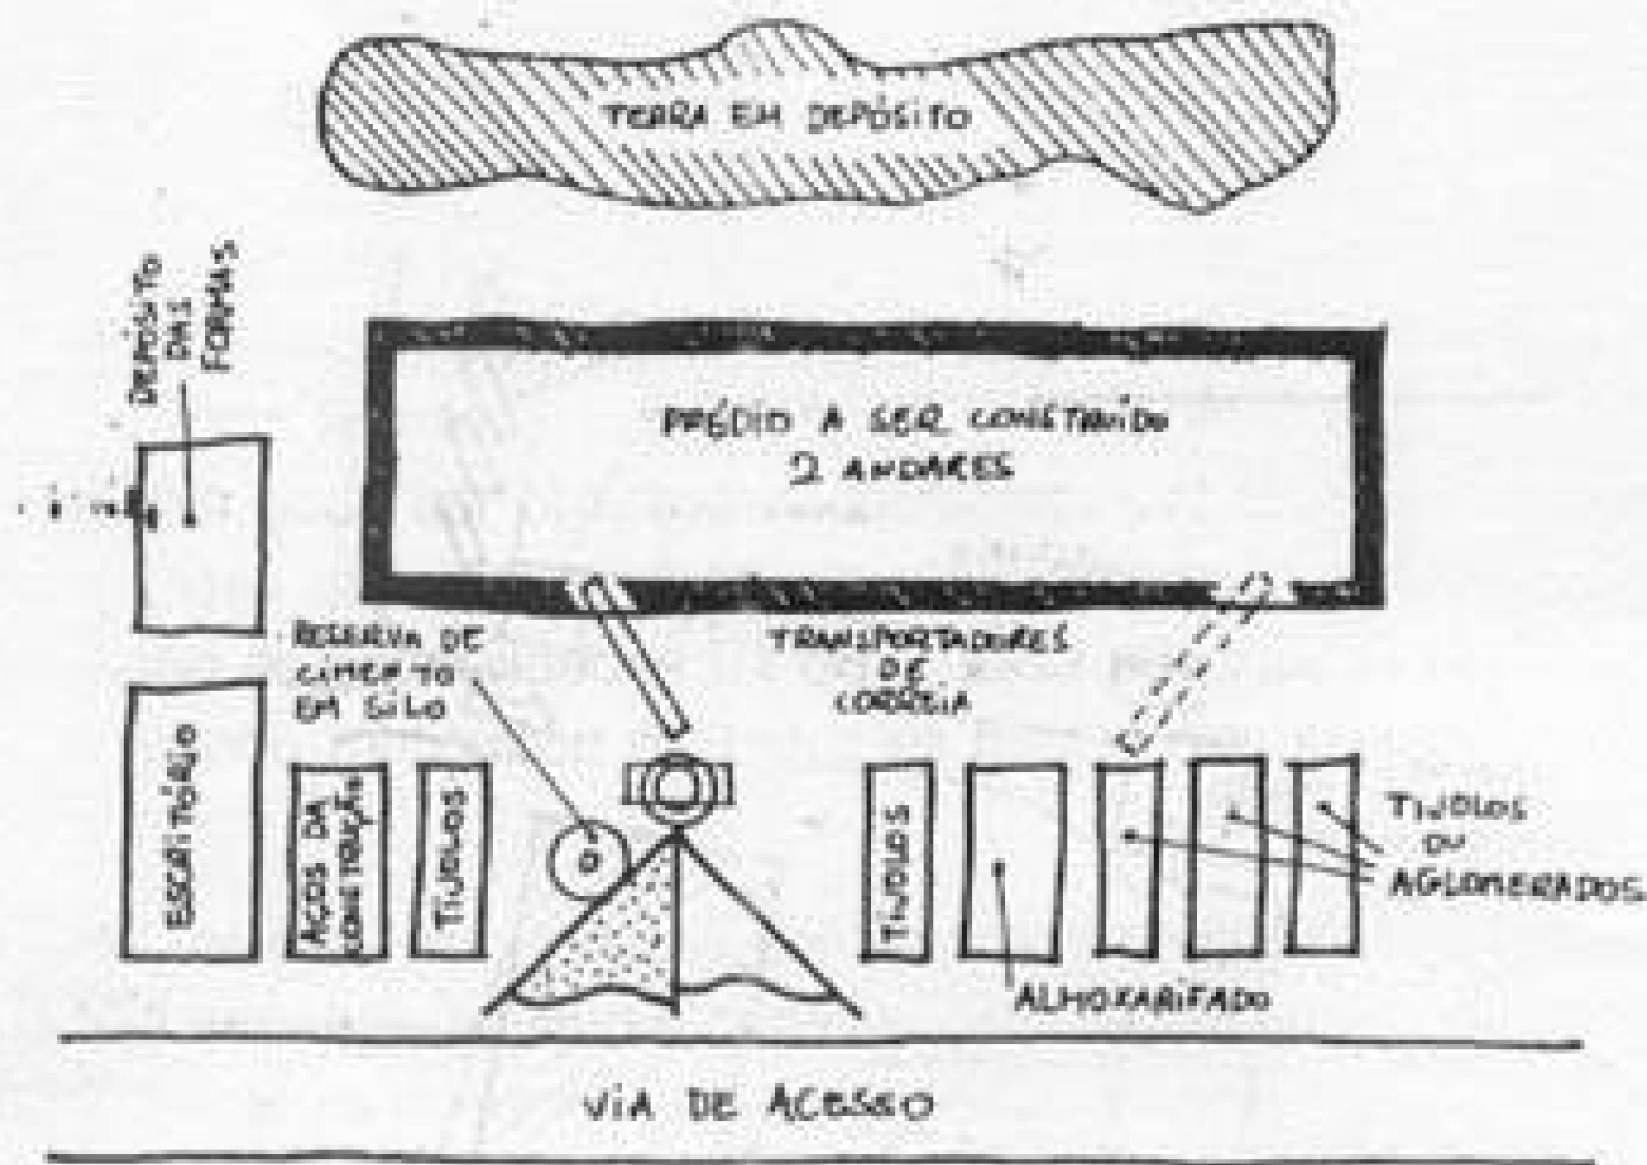 TERRA EM DEPÓSITO
DEPÓSITO
DAS
FORMAS
PRÉDIO A SER CONSTRUÍDO
2 ANDARES
RESERVA DE
CIMENTO
EM SILO
TRANSPORTADORES
DE
CORREIA
ESCRITÓRIO
AÇOS DA
CONSTRUÇÃO
TIJOLOS
TIJOLOS
TIJOLOS
OU
AGLOMERADOS
ALMOXARIFADO
VIA DE ACESSO